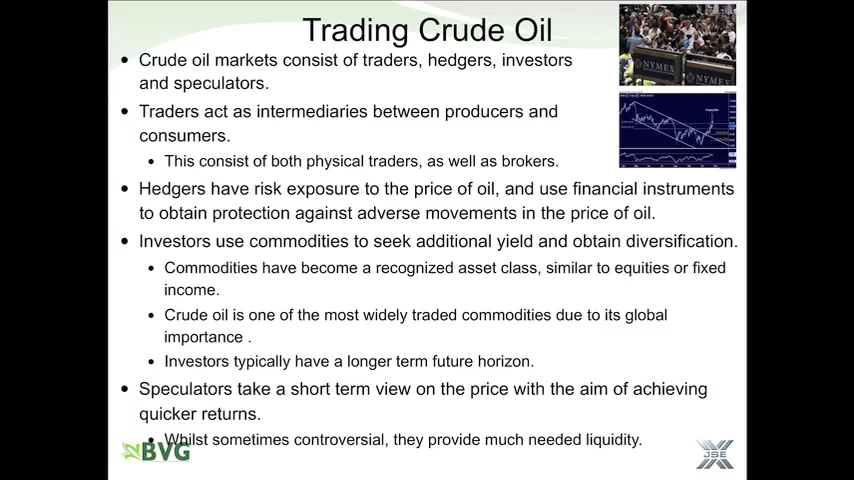 Trading Crude Oil
• Crude oil markets consist of traders, hedgers, investors
and speculators.
• Traders act as intermediaries between producers and
consumers.
• This consist of both physical traders, as well as brokers.
• Hedgers have risk exposure to the price of oil, and use financial instruments
to obtain protection against adverse movements in the price of oil.
• Investors use commodities to seek additional yield and obtain diversification.
• Commodities have become a recognized asset class, similar to equities or fixed
income.
• Crude oil is one of the most widely traded commodities due to its global
importance .
• Investors typically have a longer term future horizon.
• Speculators take a short term view on the price with the aim of achieving
quicker returns.
• Whilst sometimes controversial, they provide much needed liquidity.
NYMEX
NYMEX
BVG
JSE